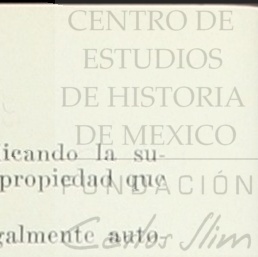 CENTRO DE
ESTUDIOS
DE HISTORIA
DE MEXICO
icando la su-
propiedad que
FUNDACIÓN
galmente auto-
Carlos Slim